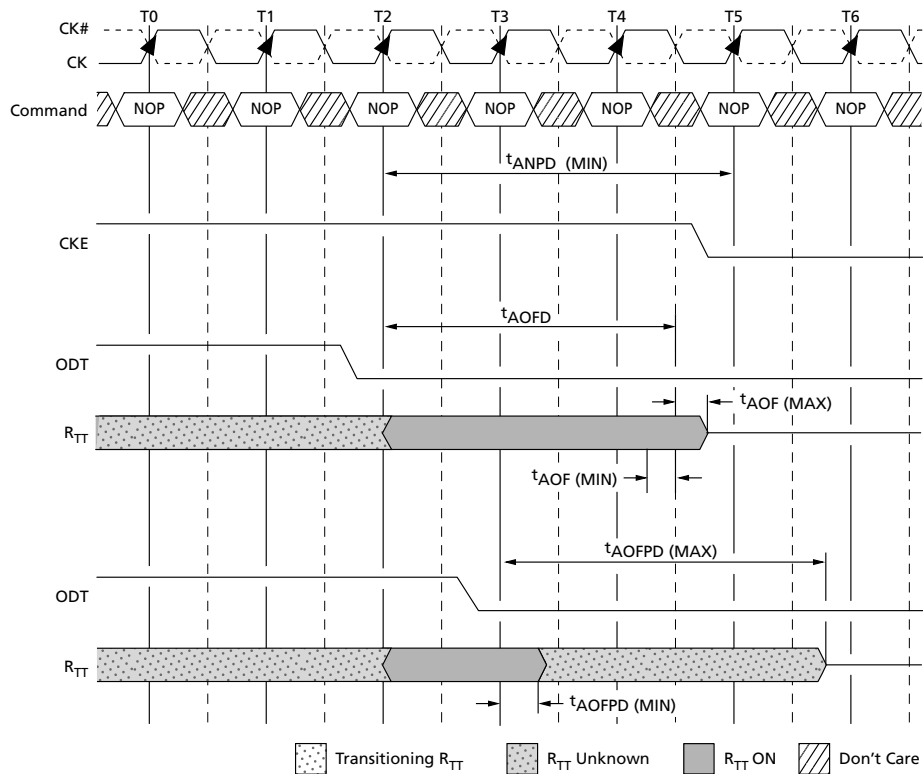 T0 T1 T2 T3 T4 T5 T6
CK#
CK
Command NOP NOP NOP NOP NOP NOP NOP
tANPD (MIN)
CKE
tAOFD
ODT
tAOF (MAX)
RTT
tAOF (MIN)
tAOFPD (MAX)
ODT
RTT
tAOFPD (MIN)
Transitioning RTT RTT Unknown RTT ON Don't Care